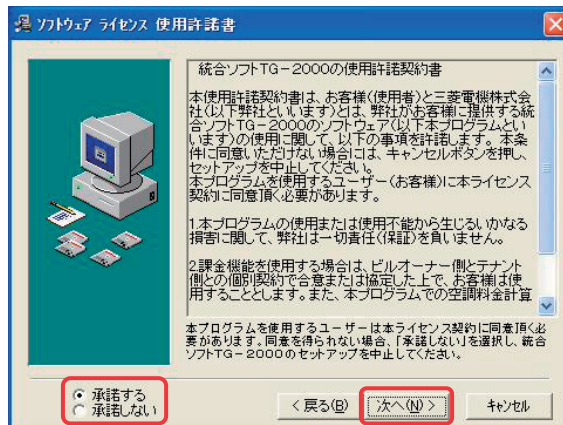 ソフトウェア ライセンス 使用許諾書
統合ソフトTG-2000の使用許諾契約書
本使用許諾契約書は、お客様(使用者)と三菱電機株式会
社(以下弊社といいます)とは、弊社がお客様に提供する統
合ソフトTG-2000のソフトウェア(以下本プログラムとい
います)の使用に関して、以下の事項を許諾します。本条
件に同意いただけない場合には、キャンセルボタンを押し、
セットアップを中止してください。
本プログラムを使用するユーザー(お客様)に本ライセンス
契約に同意頂く必要があります。
1.本プログラムの使用または使用不能から生じるいかなる
損害に関して、弊社は一切責任(保証)を負いません。
2.課金機能を使用する場合は、ビルオーナー側とテナント
側との個別契約で合意または協定した上で、お客様は使
用することとします。また、本プログラムでの空調料金計算
本プログラムを使用するユーザーは本ライセンス契約に同意頂く必
要があります。同意を得られない場合、「承諾しない」を選択し、統合
ソフトTG-2000のセットアップを中止してください。
承諾する
承諾しない
< 戻る(B)
次へ(N) >
キャンセル